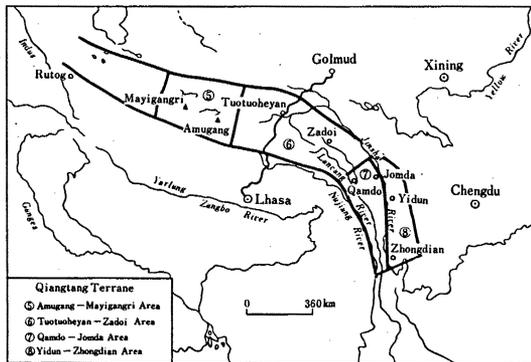 Indus
Rutog
Golmud
Xining
Yellow River
Mayigangri
⑤
Tuotuoheyan
Amugang
Zadoi
⑥
Jinsha
Lancang
⑦
Jomda
Qamdo
Yidun
Chengdu
Lhasa
Nujiang River
River
River
⑧
Zhongdian
Yarlung Zangbo River
Ganges
0 360km
Qiangtang Terrane
⑤ Amugang-Mayigangri Area
⑥ Tuotuoheyan-Zadoi Area
⑦ Qamdo-Jomda Area
⑧ Yidun-Zhongdian Area